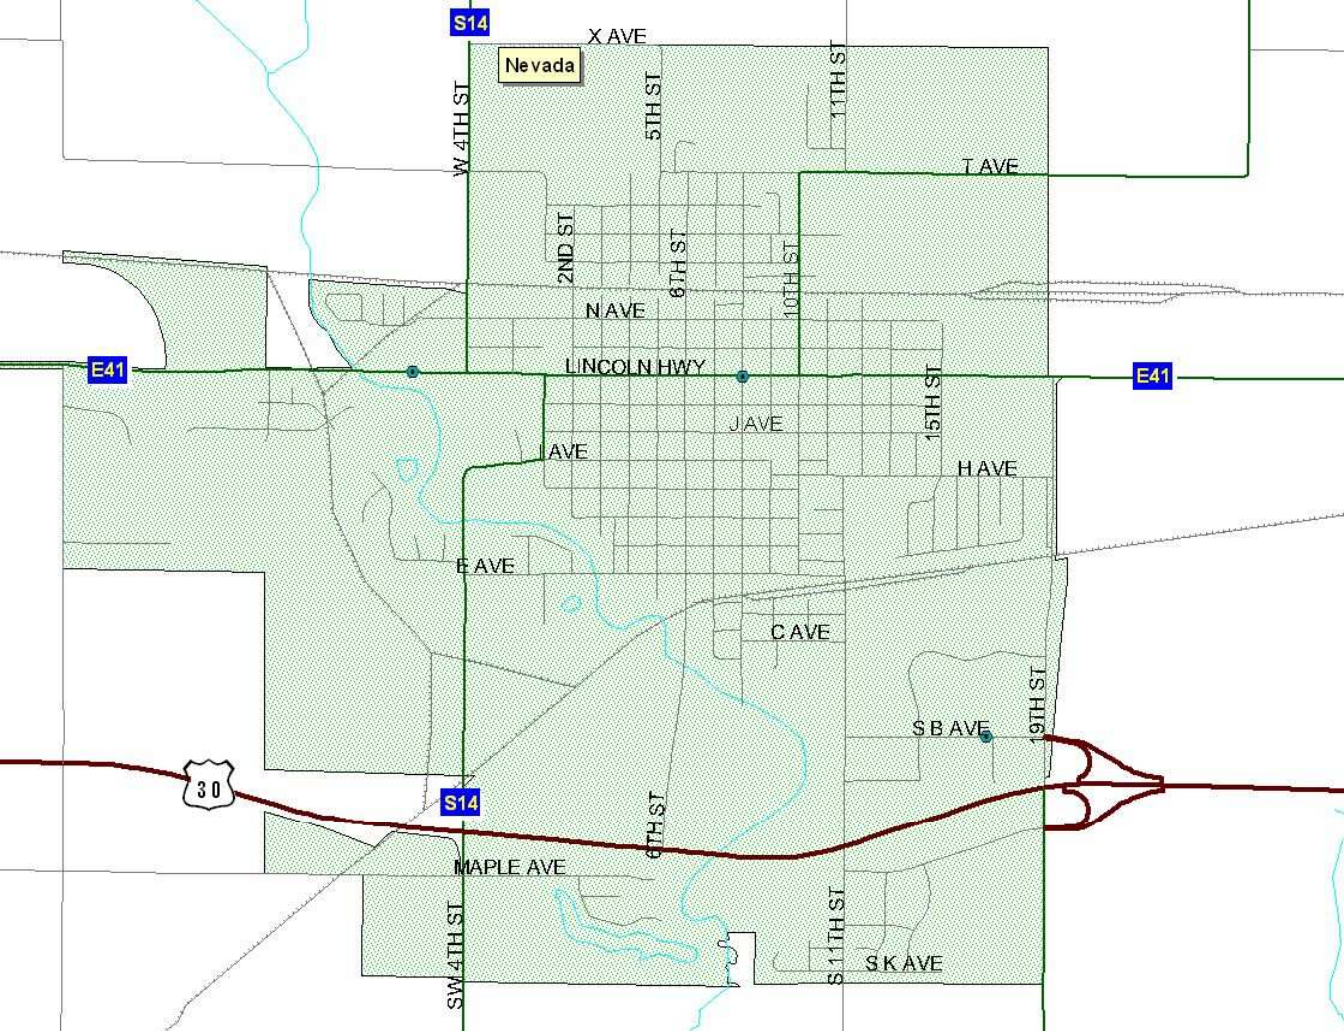 S14
X AVE
Nevada
W 4TH ST
5TH ST
11TH ST
T AVE
2ND ST
6TH ST
10TH ST
N AVE
E41
LINCOLN HWY
E41
15TH ST
J AVE
AVE
H AVE
E AVE
C AVE
19TH ST
S B AVE
30
S14
6TH ST
MAPLE AVE
SW 4TH ST
S 11TH ST
S K AVE